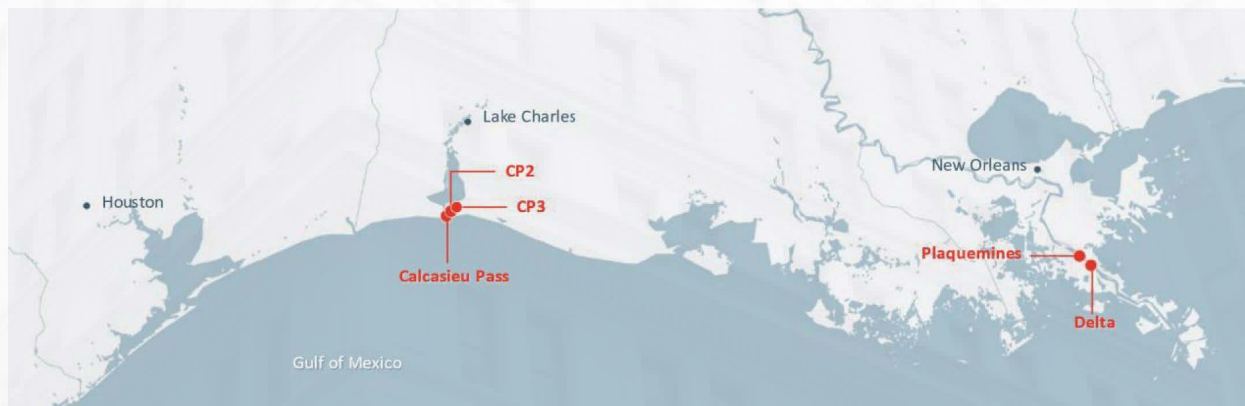 Lake Charles
CP2
New Orleans
Houston
CP3
Plaquemines
Calcasieu Pass
Delta
Gulf of Mexico